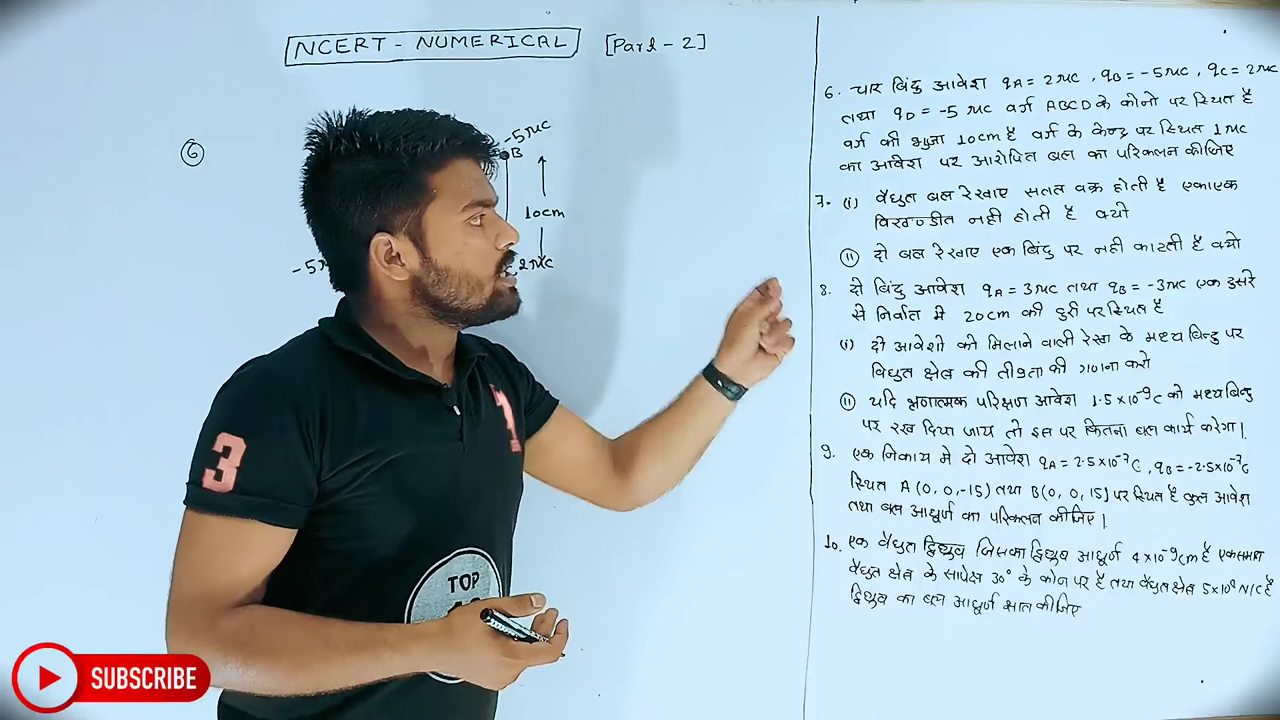 NCERT - NUMERICAL [Part - 2]
6
-5μC
B
10cm
-5
2μC
6. चार बिंदु आवेश qA = 2μC , qB = -5μC , qC = 2μC
तथा qD = -5 μC वर्ग ABCD के कोनो पर स्थित है
वर्ग की भुजा 10cm है वर्ग के केन्द्र पर स्थित 1μC
का आवेश पर आरोपित बल का परिकलन कीजिए
7. (i) वैधुत बल रेखाए सतत वक्र होती है एकाएक
विखण्डीत नही होती है क्यो
(ii) दो बल रेखाए एक बिंदु पर नही काटती है क्यो
8. दो बिंदु आवेश qA = 3μC तथा qB = -3μC एक दुसरे
से निर्वात मे 20cm की दुरी पर स्थित है
(i) दो आवेशो को मिलाने वाली रेखा के मध्य बिन्दु पर
विधुत क्षेत्र की तीव्रता की गणना करो
(ii) यदि ऋणात्मक परिक्षण आवेश 1.5×10⁻⁹C को मध्य बिन्दु
पर रख दिया जाय तो इस पर कितना बल कार्य करेगा।
9. एक निकाय मे दो आवेश qA = 2.5×10⁻⁷C , qB = -2.5×10⁻⁷C
स्थित A (0, 0, -15) तथा B(0, 0, 15) पर स्थित है कुल आवेश
तथा बल आधूर्ण का परिकलन कीजिए।
10. एक वैधुत द्विध्रुव जिसका द्विध्रुव आधूर्ण 4×10⁻⁹cm है एकसमान
वैधुत क्षेत्र के सापेक्ष 30° के कोन पर है तथा वैधुत क्षेत्र 5×10⁴ N/C है
द्विध्रुव का बल आधूर्ण ज्ञात कीजिए
3
1
TOP
SUBSCRIBE